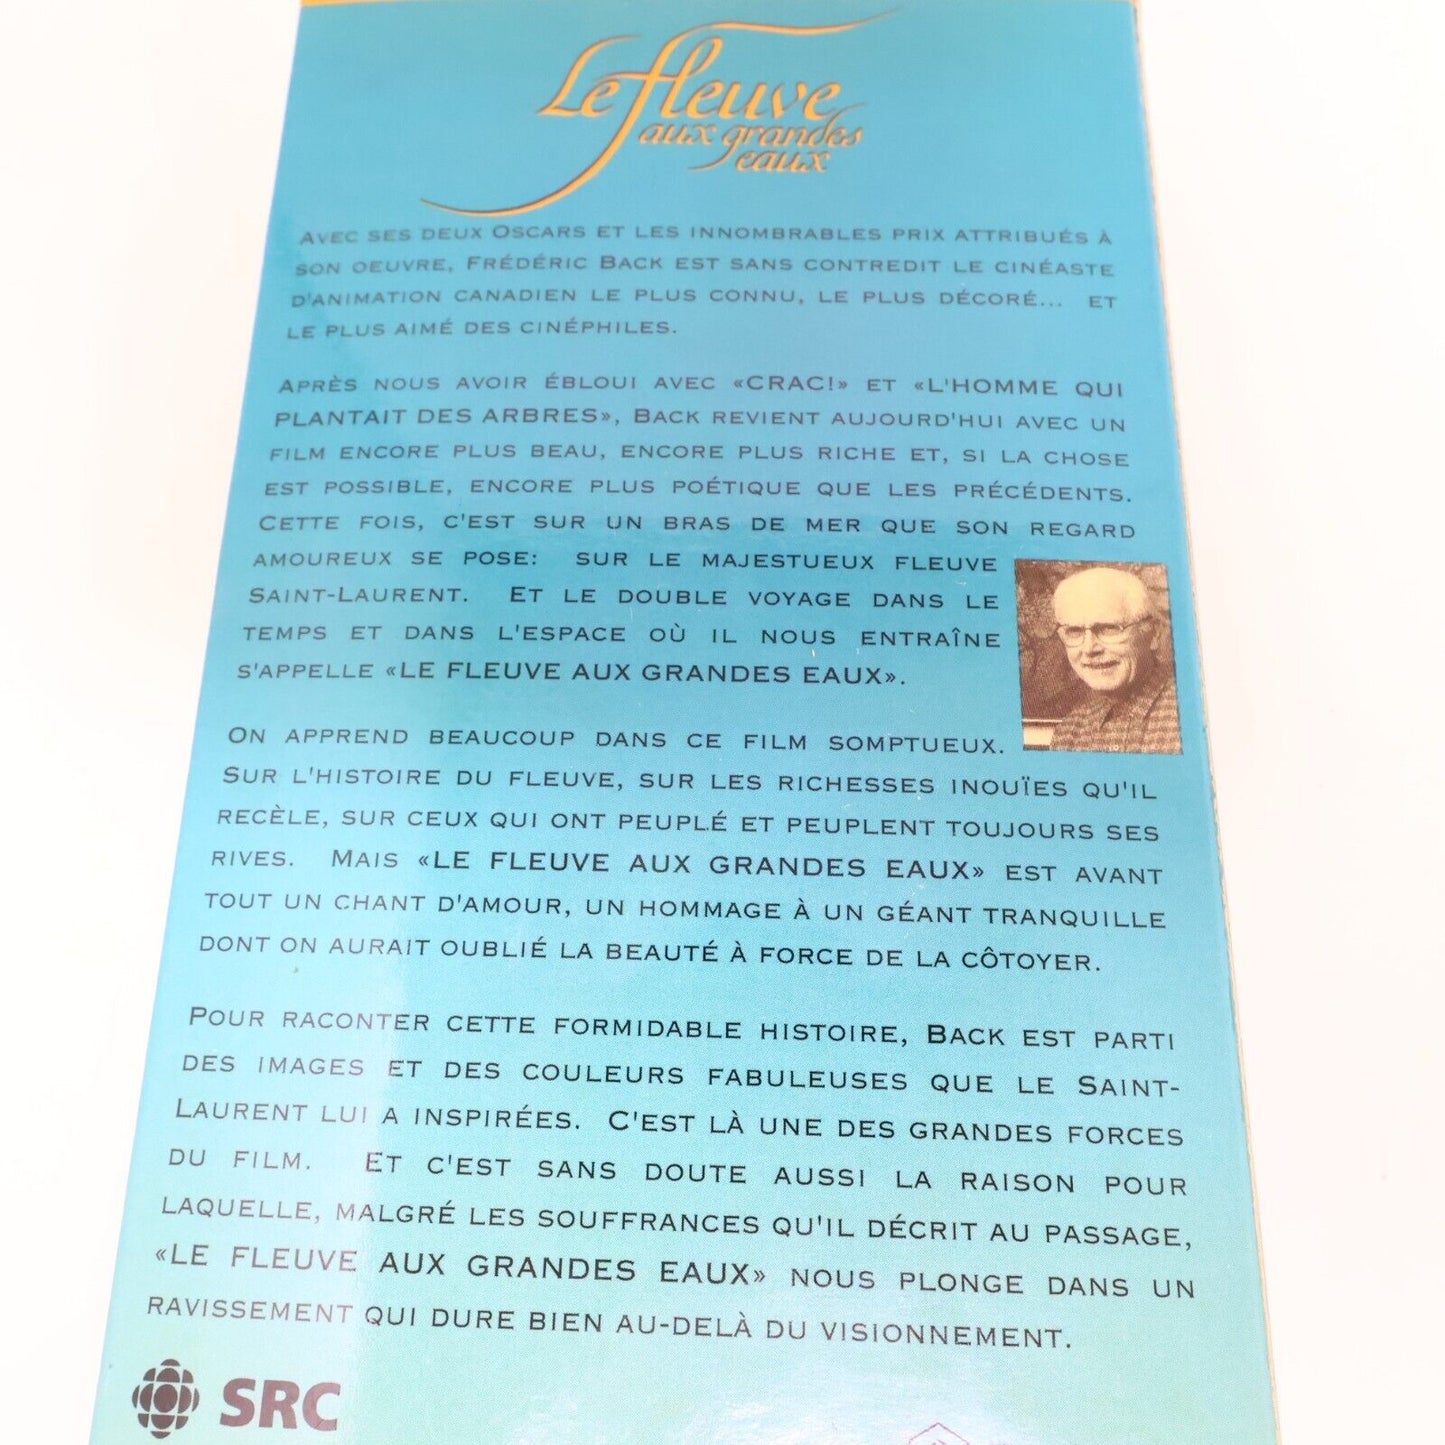 Le fleuve
aux grandes
eaux
AVEC SES DEUX OSCARS ET LES INNOMBRABLES PRIX ATTRIBUÉS À
SON OEUVRE, FRÉDÉRIC BACK EST SANS CONTREDIT LE CINÉASTE
D'ANIMATION CANADIEN LE PLUS CONNU, LE PLUS DÉCORÉ... ET
LE PLUS AIMÉ DES CINÉPHILES.
APRÈS NOUS AVOIR ÉBLOUI AVEC «CRAC!» ET «L'HOMME QUI
PLANTAIT DES ARBRES», BACK REVIENT AUJOURD'HUI AVEC UN
FILM ENCORE PLUS BEAU, ENCORE PLUS RICHE ET, SI LA CHOSE
EST POSSIBLE, ENCORE PLUS POÉTIQUE QUE LES PRÉCÉDENTS.
CETTE FOIS, C'EST SUR UN BRAS DE MER QUE SON REGARD
AMOUREUX SE POSE: SUR LE MAJESTUEUX FLEUVE
SAINT-LAURENT. ET LE DOUBLE VOYAGE DANS LE
TEMPS ET DANS L'ESPACE OÙ IL NOUS ENTRAÎNE
S'APPELLE «LE FLEUVE AUX GRANDES EAUX».
ON APPREND BEAUCOUP DANS CE FILM SOMPTUEUX.
SUR L'HISTOIRE DU FLEUVE, SUR LES RICHESSES INOUÏES QU'IL
RECÈLE, SUR CEUX QUI ONT PEUPLÉ ET PEUPLENT TOUJOURS SES
RIVES. MAIS «LE FLEUVE AUX GRANDES EAUX» EST AVANT
TOUT UN CHANT D'AMOUR, UN HOMMAGE À UN GÉANT TRANQUILLE
DONT ON AURAIT OUBLIÉ LA BEAUTÉ À FORCE DE LA CÔTOYER.
POUR RACONTER CETTE FORMIDABLE HISTOIRE, BACK EST PARTI
DES IMAGES ET DES COULEURS FABULEUSES QUE LE SAINT-
LAURENT LUI A INSPIRÉES. C'EST LÀ UNE DES GRANDES FORCES
DU FILM. ET C'EST SANS DOUTE AUSSI LA RAISON POUR
LAQUELLE, MALGRÉ LES SOUFFRANCES QU'IL DÉCRIT AU PASSAGE,
«LE FLEUVE AUX GRANDES EAUX» NOUS PLONGE DANS UN
RAVISSEMENT QUI DURE BIEN AU-DELÀ DU VISIONNEMENT.
SRC